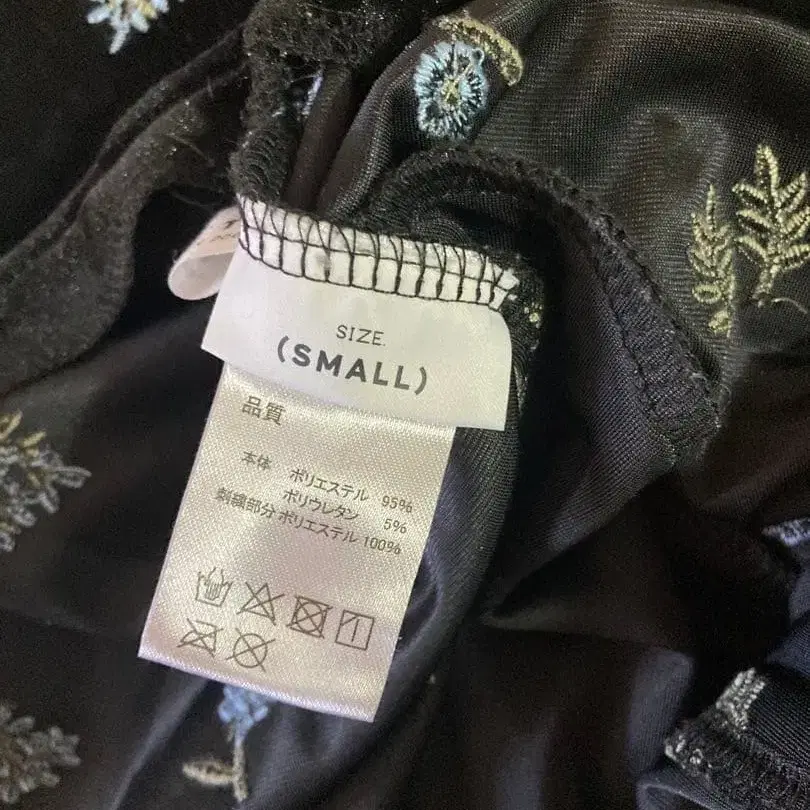 SIZE.
(SMALL)
品質
本体 ポリエステル 95%
ポリウレタン 5%
刺繍部分 ポリエステル 100%